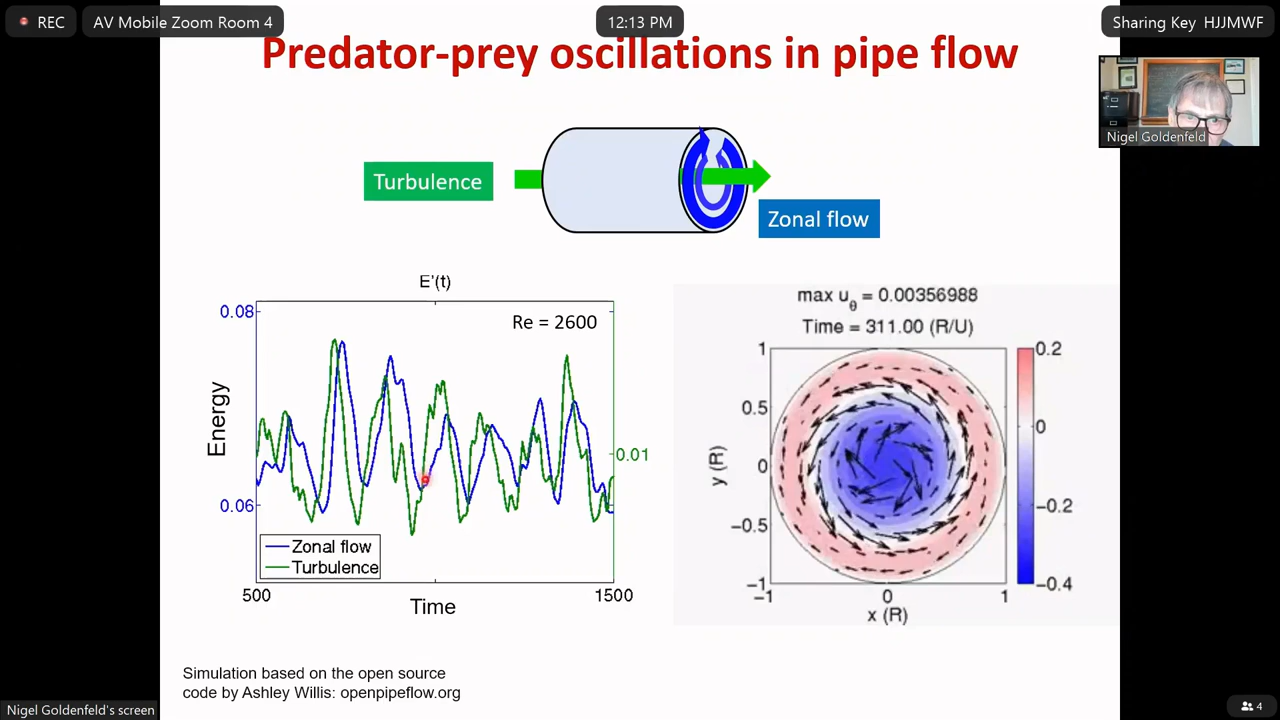 REC
AV Mobile Zoom Room 4
12:13 PM
Sharing Key HJJMWF
Predator-prey oscillations in pipe flow
Nigel Goldenfeld
Turbulence
Zonal flow
E'(t)
0.08
Re = 2600
Energy
0.01
0.06
Zonal flow
Turbulence
500
1500
Time
max uθ = 0.00356988
Time = 311.00 (R/U)
1
0.5
0
−0.5
−1
y (R)
−1
0
1
x (R)
0.2
0
−0.2
−0.4
Simulation based on the open source
code by Ashley Willis: openpipeflow.org
Nigel Goldenfeld's screen
4